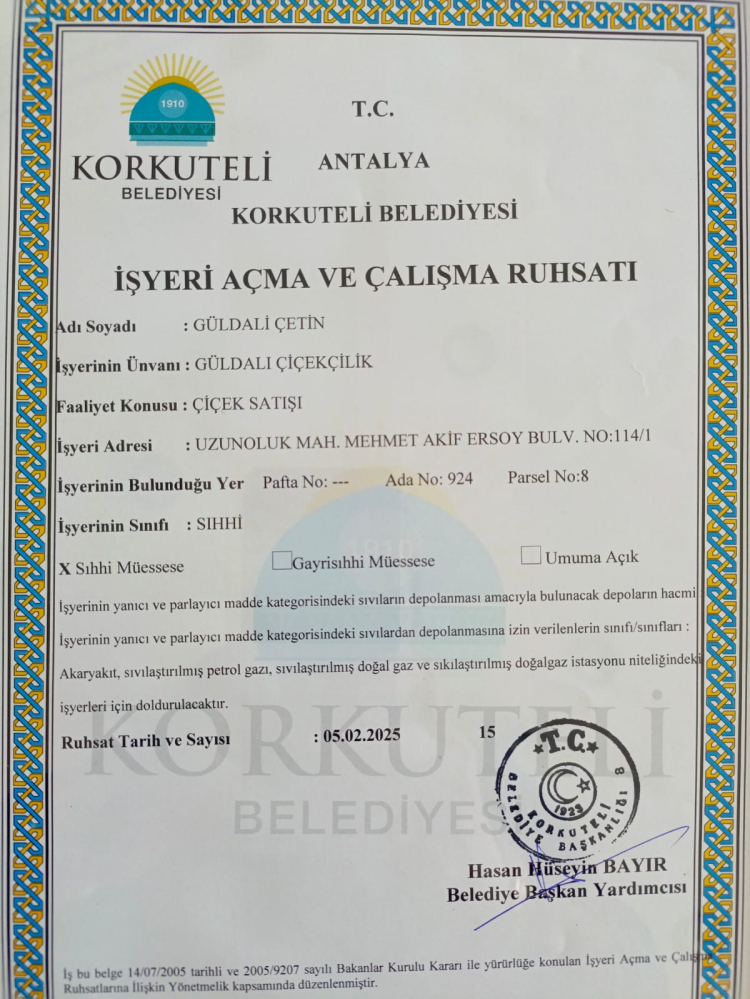 1910
KORKUTELİ
BELEDİYESİ
T.C.
ANTALYA
KORKUTELİ BELEDİYESİ
İŞYERİ AÇMA VE ÇALIŞMA RUHSATI
Adı Soyadı : GÜLDALİ ÇETİN
İşyerinin Ünvanı : GÜLDALI ÇİÇEKÇİLİK
Faaliyet Konusu : ÇİÇEK SATIŞI
İşyeri Adresi : UZUNOLUK MAH. MEHMET AKİF ERSOY BULV. NO:114/1
İşyerinin Bulunduğu Yer Pafta No: --- Ada No: 924 Parsel No:8
İşyerinin Sınıfı : SIHHİ
X Sıhhi Müessese Gayrisıhhi Müessese Umuma Açık
İşyerinin yanıcı ve parlayıcı madde kategorisindeki sıvıların depolanması amacıyla bulunacak depoların hacmi
İşyerinin yanıcı ve parlayıcı madde kategorisindeki sıvılardan depolanmasına izin verilenlerin sınıfı/sınıfları :
Akaryakıt, sıvılaştırılmış petrol gazı, sıvılaştırılmış doğal gaz ve sıkılaştırılmış doğalgaz istasyonu niteliğindeki
işyerleri için doldurulacaktır.
KORKUTELİ
BELEDİYES
Ruhsat Tarih ve Sayısı : 05.02.2025 15
T.C.
1923
KORKUTELİ
BELEDİYE BAŞKANLIĞI 8
Hasan Hüseyin BAYIR
Belediye Başkan Yardımcısı
İş bu belge 14/07/2005 tarihli ve 2005/9207 sayılı Bakanlar Kurulu Kararı ile yürürlüğe konulan İşyeri Açma ve Çalışma
Ruhsatlarına İlişkin Yönetmelik kapsamında düzenlenmiştir.